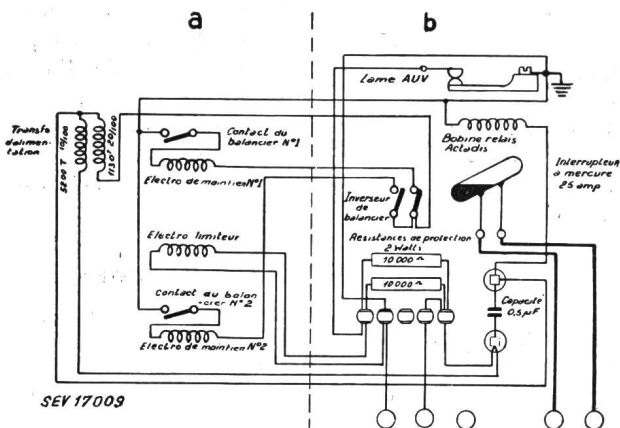 a
b
Lame AUV
Transfo
d'alimen-
tation
5200 T 10/100
1130T 20/100
Contact du
balancier N°1
Electro de maintien N°1
Bobine relais
Actadis
Interrupteur
a mercure
25 amp
Inverseur
de
balancier
Electro limiteur
Résistances de protection
2 Watts
10 000 ~
10 000 ~
Contact du balan
-cier N°2
Electro de maintien N°2
Capacité
0,5 µF
SEV 17009